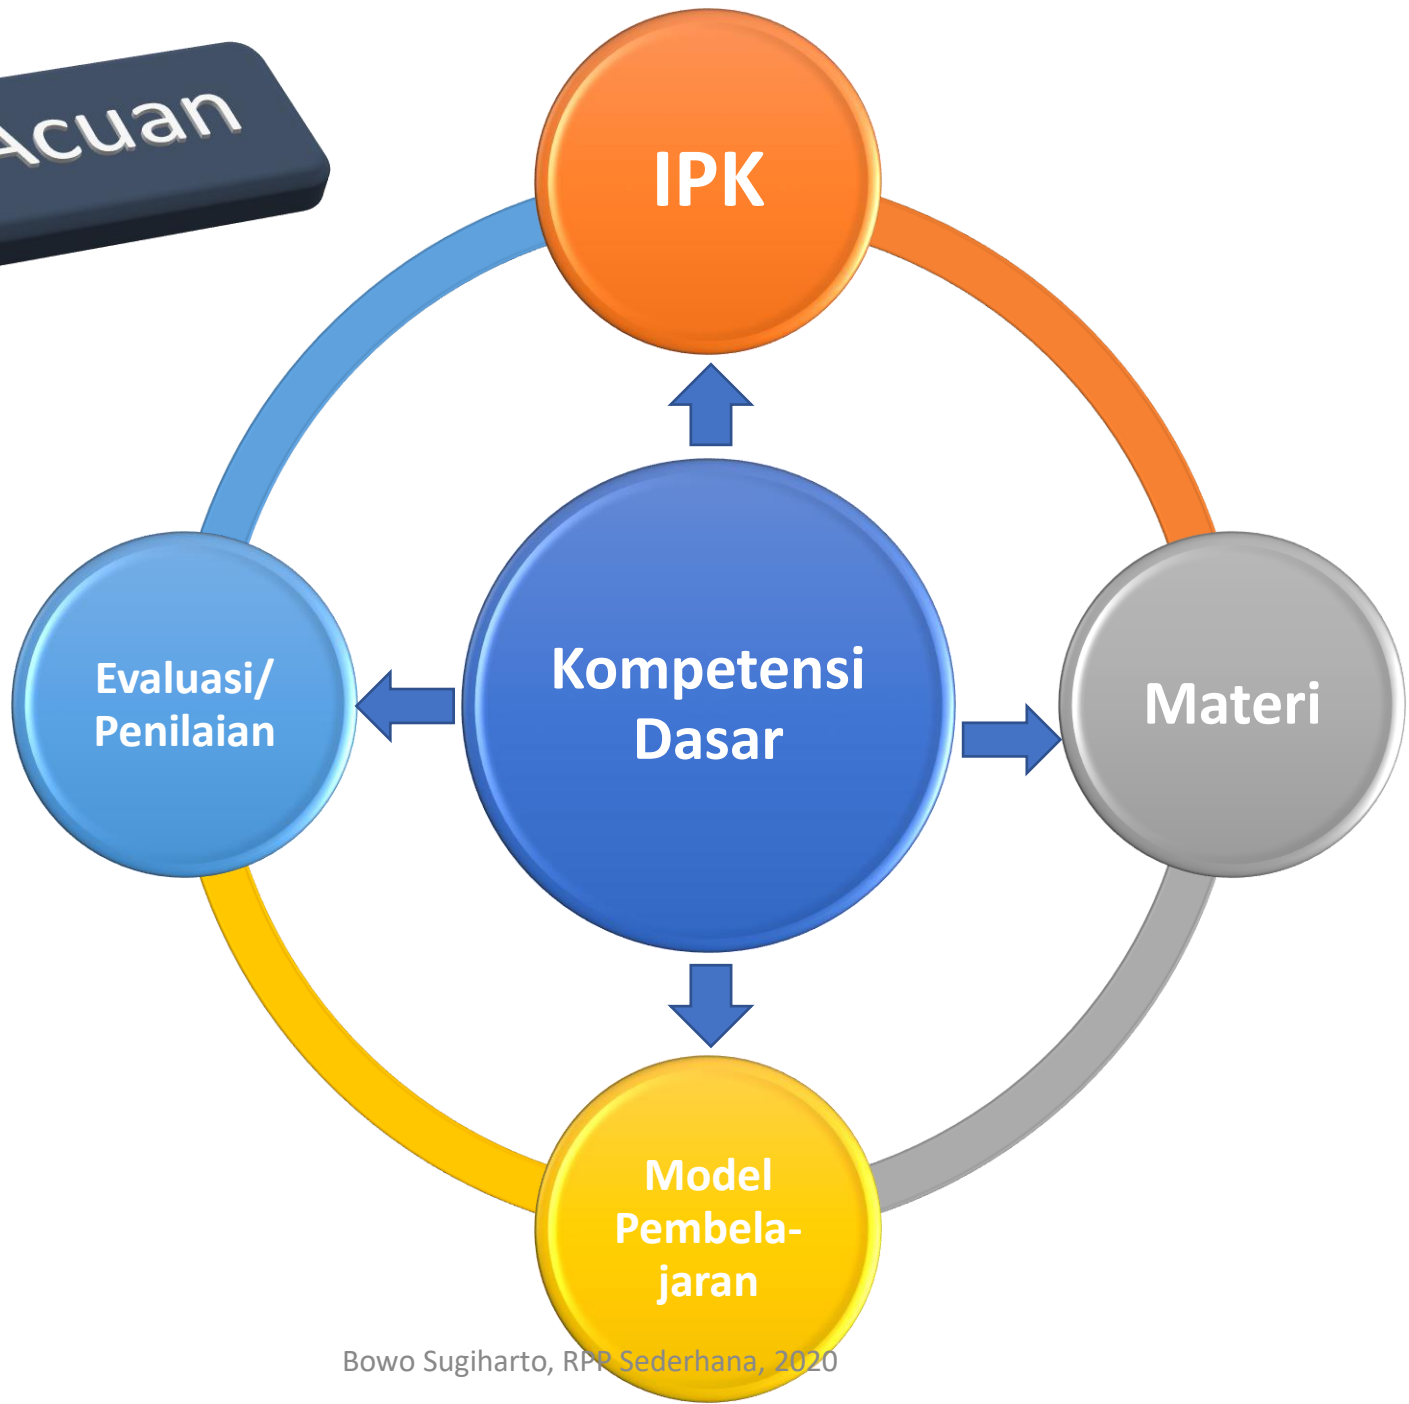 Acuan
IPK
Evaluasi/
Penilaian
Kompetensi
Dasar
Materi
Model
Pembela-
jaran
Bowo Sugiharto, RPP Sederhana, 2020